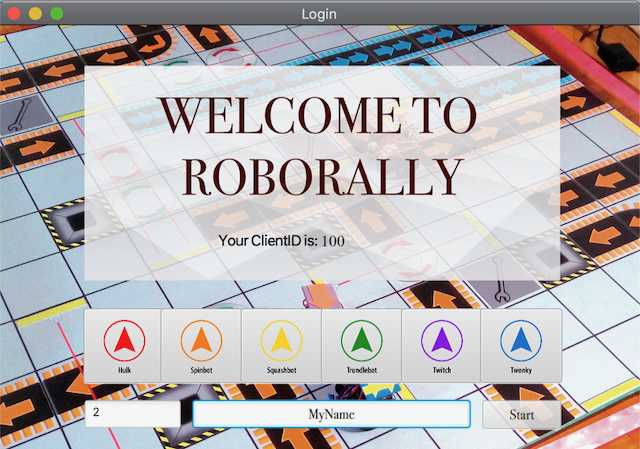 Login
WELCOME TO
ROBORALLY
Your ClientID is: 100
Hulk
Spinbot
Squashbot
Trundlebot
Twitch
Twonky
2
MyName
Start